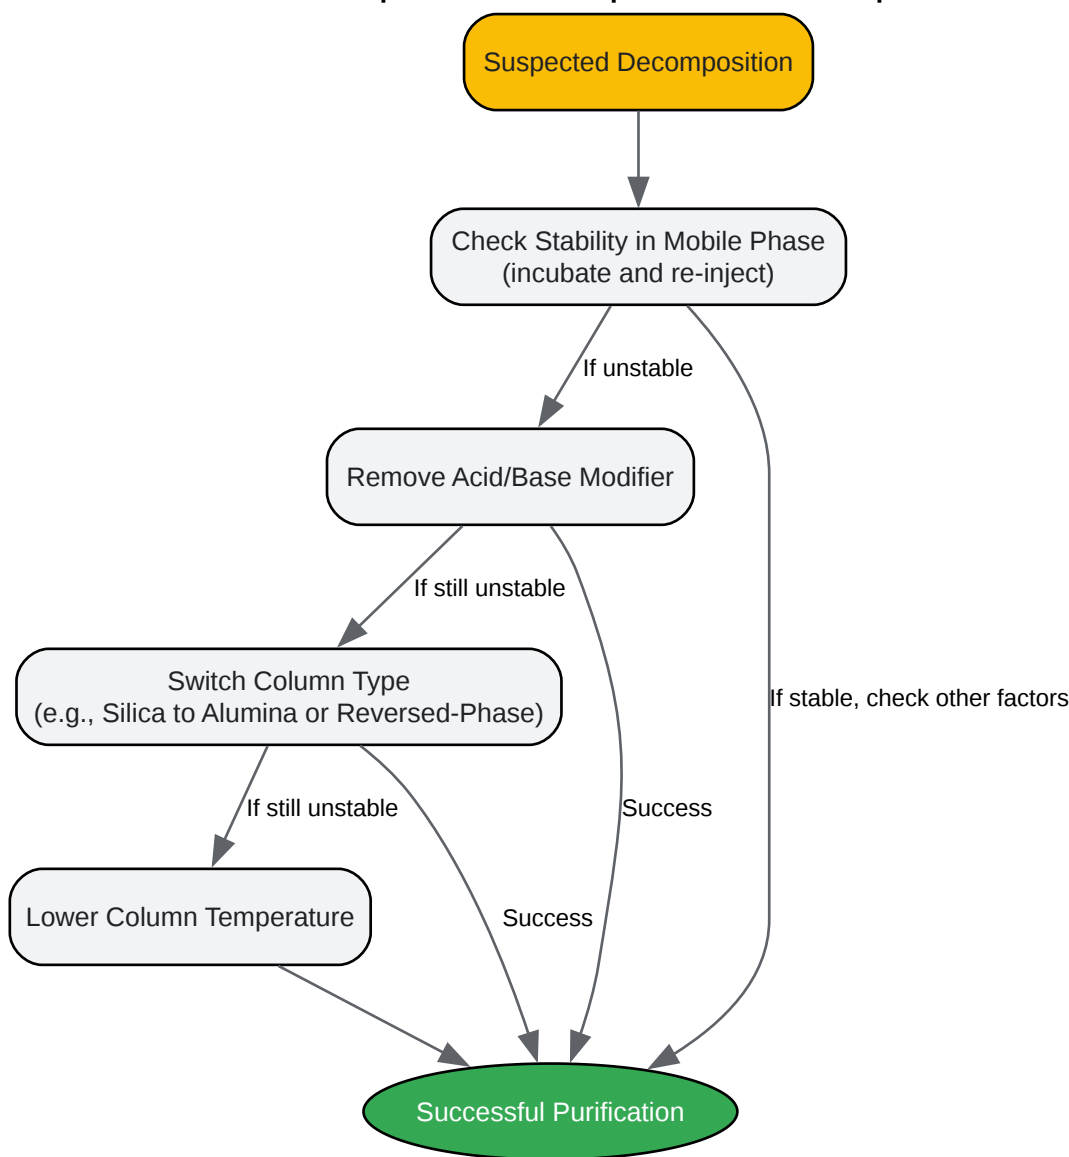 Suspected Decomposition
Check Stability in Mobile Phase
(incubate and re-inject)
If unstable
Remove Acid/Base Modifier
If still unstable
Switch Column Type
(e.g., Silica to Alumina or Reversed-Phase)
If stable, check other factors
If still unstable
Success
Lower Column Temperature
Success
Successful Purification